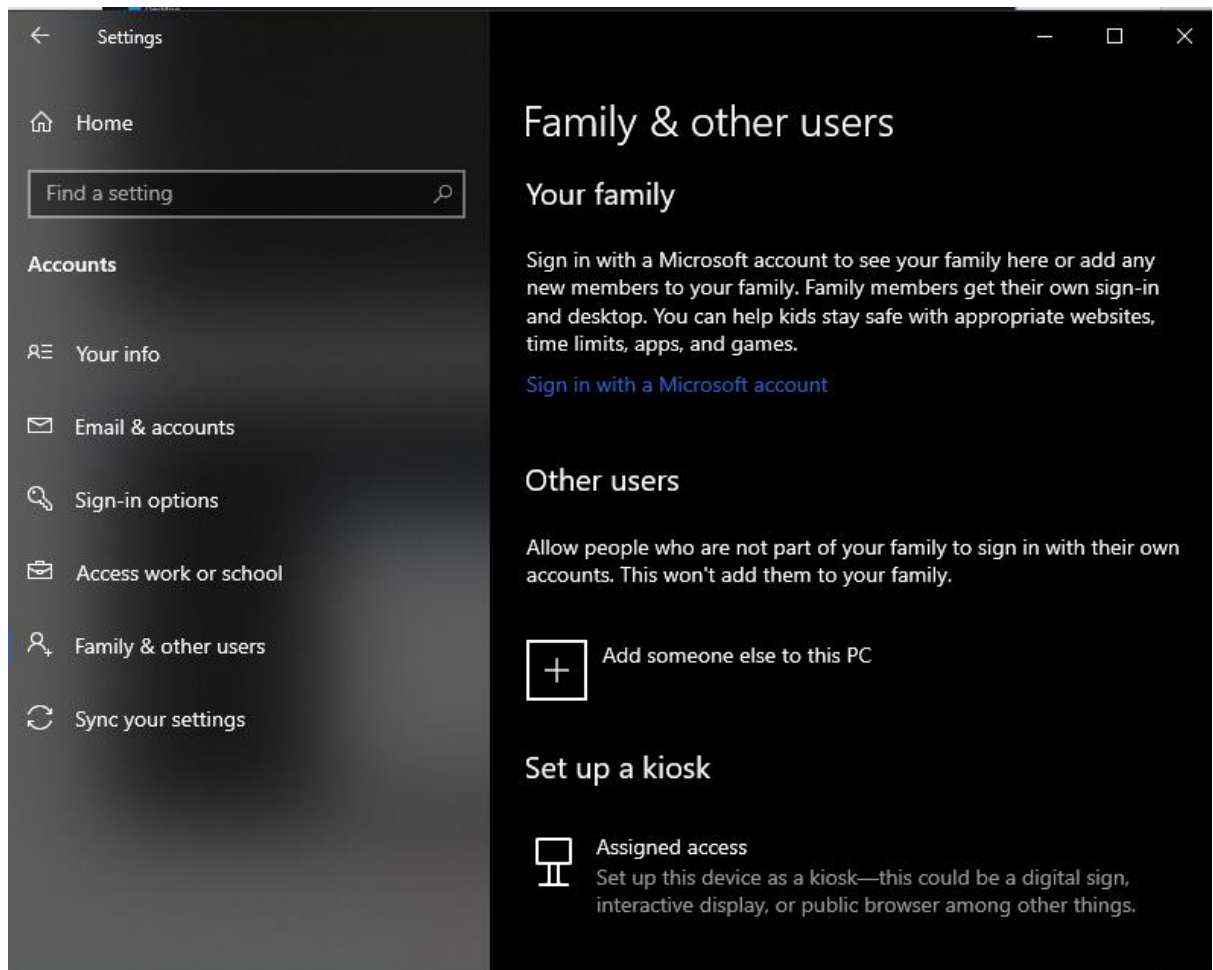 Settings
Home
Find a setting
Accounts
Your info
Email & accounts
Sign-in options
Access work or school
Family & other users
Sync your settings
Family & other users
Your family
Sign in with a Microsoft account to see your family here or add any
new members to your family. Family members get their own sign-in
and desktop. You can help kids stay safe with appropriate websites,
time limits, apps, and games.
Sign in with a Microsoft account
Other users
Allow people who are not part of your family to sign in with their own
accounts. This won't add them to your family.
Add someone else to this PC
Set up a kiosk
Assigned access
Set up this device as a kiosk—this could be a digital sign,
interactive display, or public browser among other things.